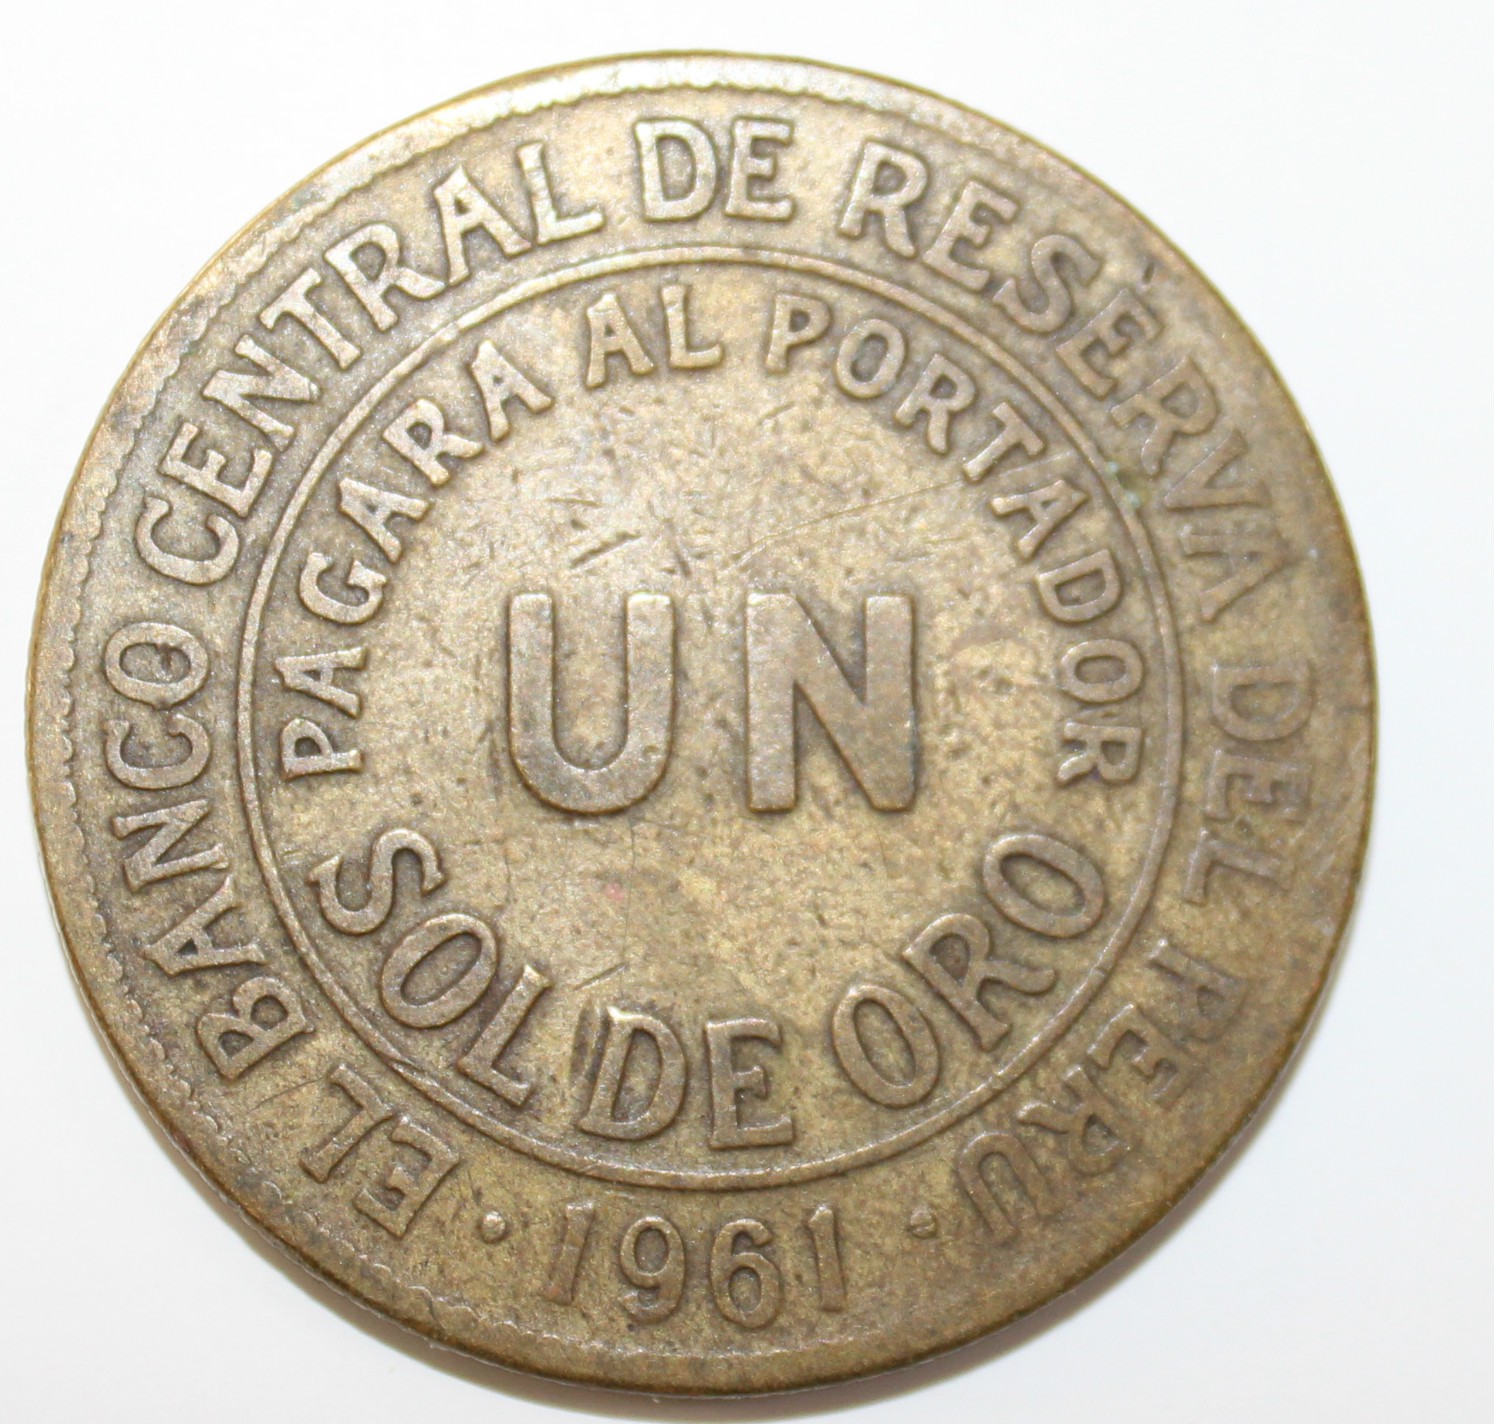 EL BANCO CENTRAL DE RESERVA DEL PERU
PAGARA AL PORTADOR
UN
SOL DE ORO
· 1961 ·